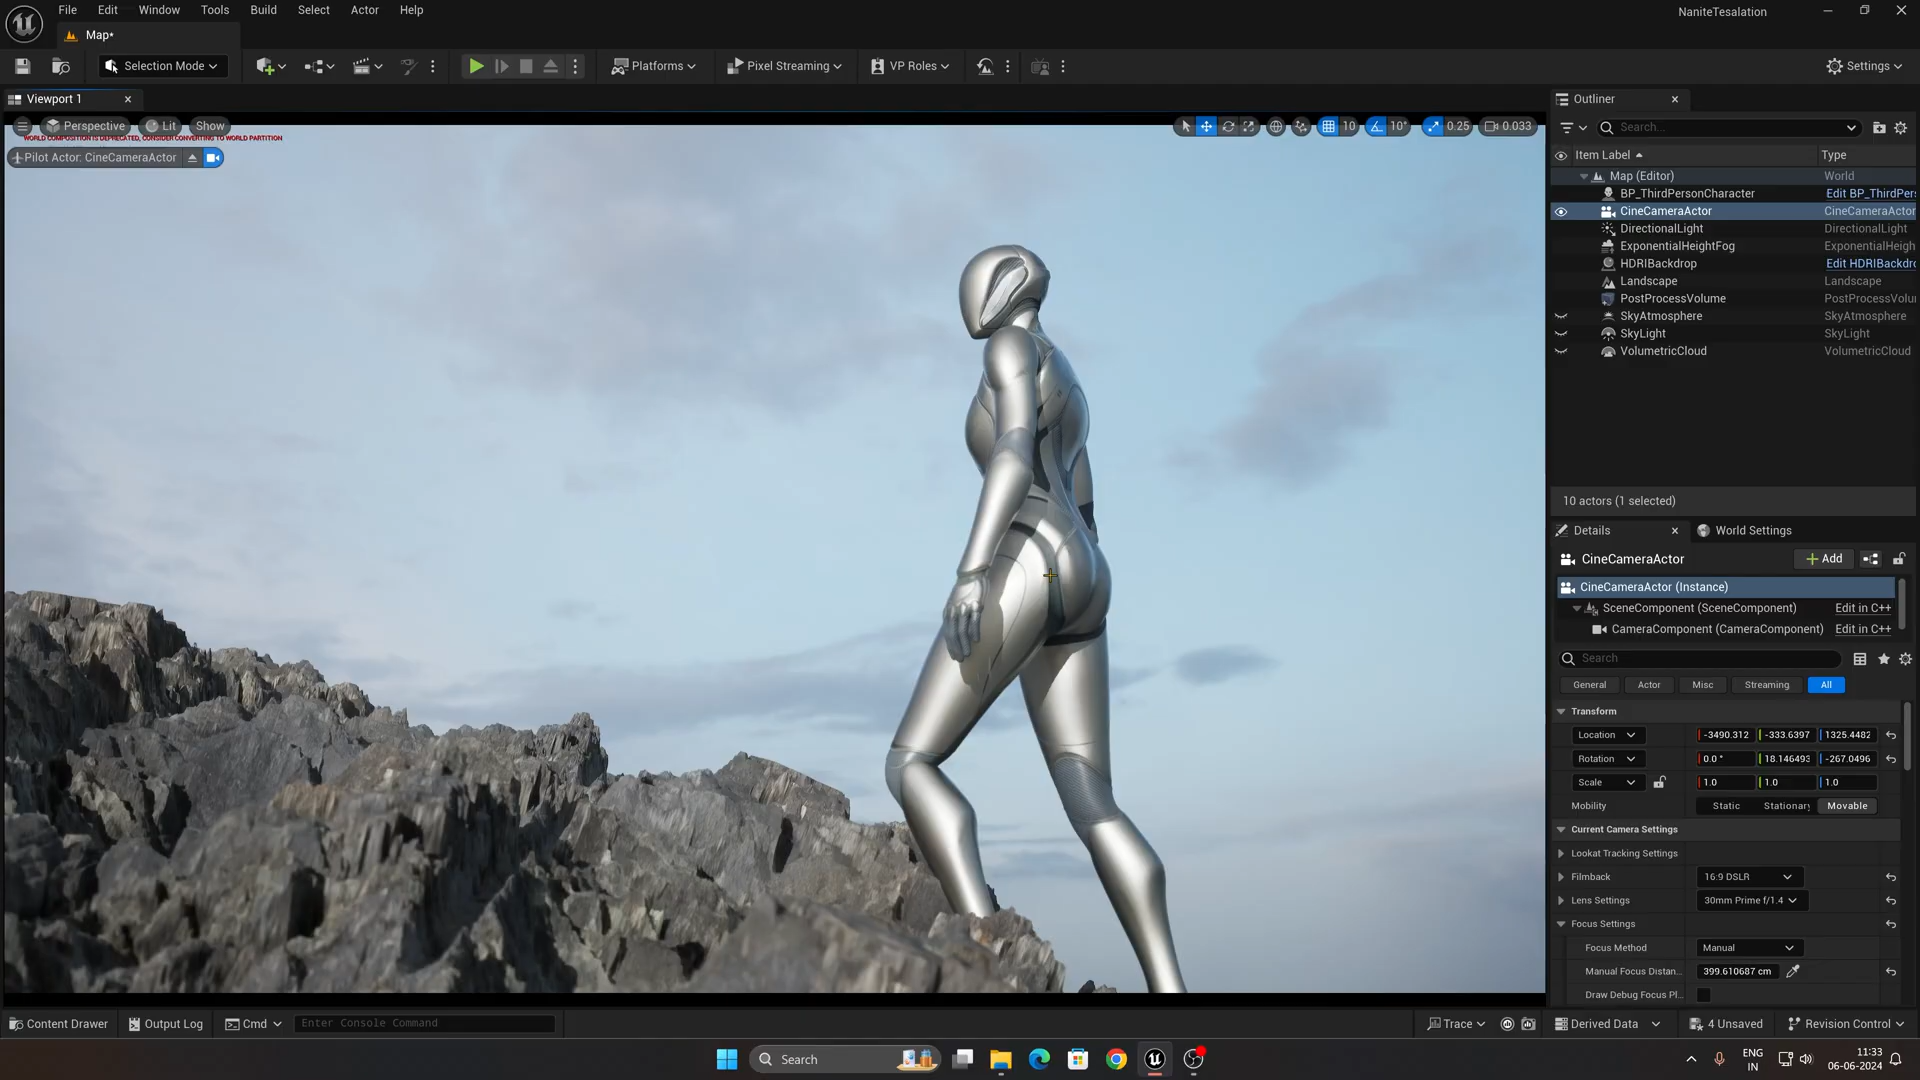 File Edit Window Tools Build Select Actor Help
NaniteTesalation
Map*
Selection Mode
Platforms
Pixel Streaming
VP Roles
Settings
Viewport 1
Outliner
Perspective
Lit
Show
10
10°
0.25
0.033
Search...
WORLD COMPOSITION IS DEPRECATED, CONSIDER CONVERTING TO WORLD PARTITION
Pilot Actor: CineCameraActor
Item Label
Type
Map (Editor) World
BP_ThirdPersonCharacter Edit BP_ThirdPers
CineCameraActor CineCameraActor
DirectionalLight DirectionalLight
ExponentialHeightFog ExponentialHeigh
HDRIBackdrop Edit HDRIBackdro
Landscape Landscape
PostProcessVolume PostProcessVolu
SkyAtmosphere SkyAtmosphere
SkyLight SkyLight
VolumetricCloud VolumetricCloud
10 actors (1 selected)
Details
World Settings
CineCameraActor
Add
CineCameraActor (Instance)
SceneComponent (SceneComponent) Edit in C++
CameraComponent (CameraComponent) Edit in C++
Search
General Actor Misc Streaming All
Transform
Location -3490.312 -333.6397 1325.4482
Rotation 0.0 ° 18.146493 -267.0496
Scale 1.0 1.0 1.0
Mobility Static Stationary Movable
Current Camera Settings
Lookat Tracking Settings
Filmback 16:9 DSLR
Lens Settings 30mm Prime f/1.4
Focus Settings
Focus Method Manual
Manual Focus Distan... 399.610687 cm
Draw Debug Focus Pl...
Content Drawer
Output Log
Cmd
Enter Console Command
Trace
Derived Data
4 Unsaved
Revision Control
Search
ENG
IN
11:33
06-06-2024